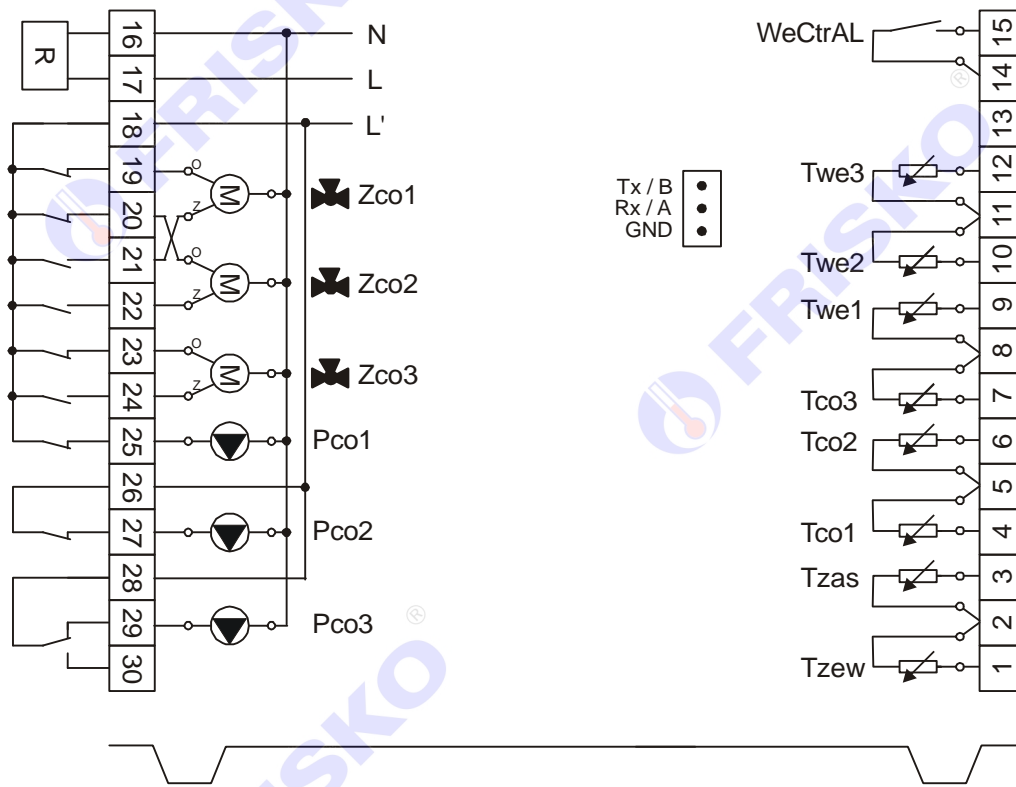 R
16
17
18
19
20
21
22
23
24
25
26
27
28
29
30
N
L
L'
O
M
Z
Zco1
O
M
Z
Zco2
O
M
Z
Zco3
Pco1
Pco2
Pco3
Tx / B
Rx / A
GND
WeCtrAL
Twe3
Twe2
Twe1
Tco3
Tco2
Tco1
Tzas
Tzew
15
14
13
12
11
10
9
8
7
6
5
4
3
2
1
FRISKO
®
FRISKO
®
FRISKO